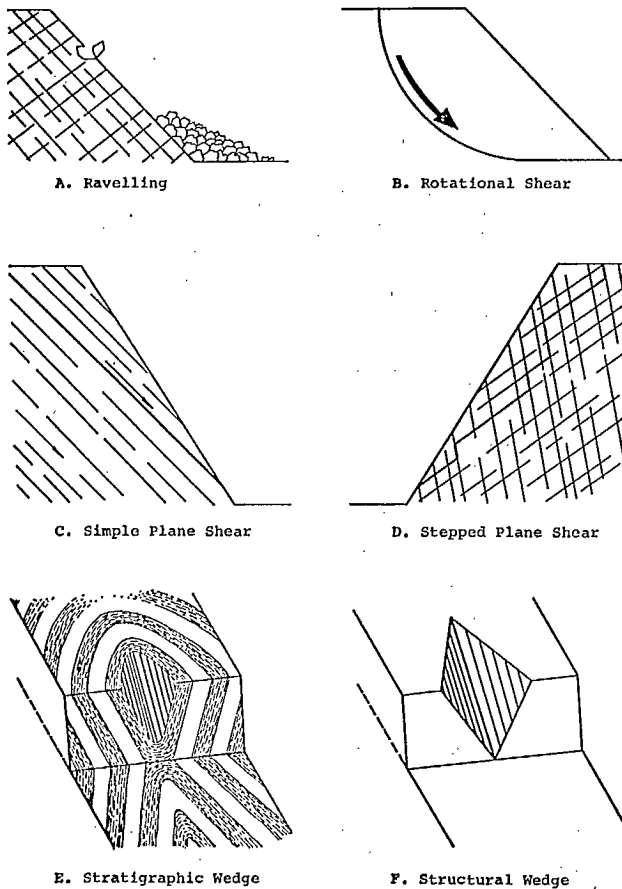 A. Ravelling
B. Rotational Shear
C. Simple Plane Shear
D. Stepped Plane Shear
E. Stratigraphic Wedge
F. Structural Wedge